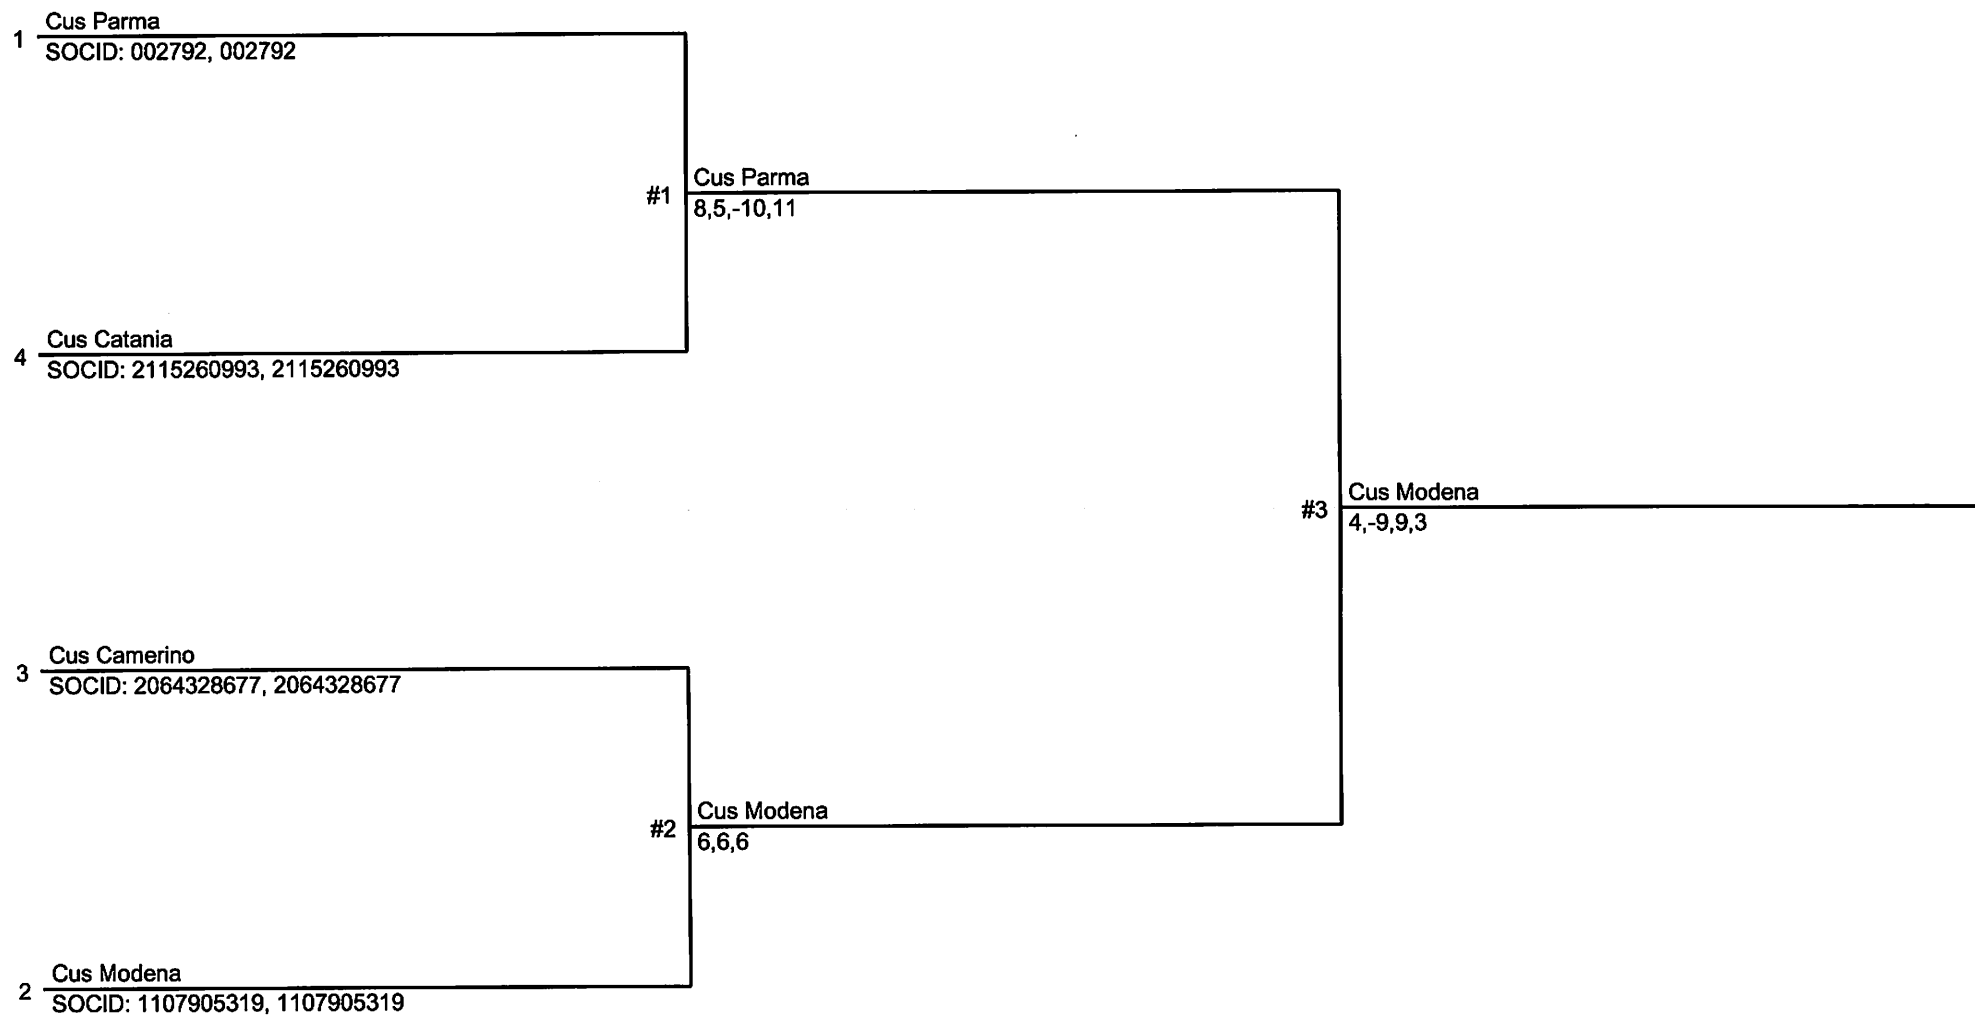 Cus Parma
1
SOCID: 002792, 002792
Cus Parma
#1
8,5,-10,11
Cus Catania
4
SOCID: 2115260993, 2115260993
Cus Modena
#3
4,-9,9,3
Cus Camerino
3
SOCID: 2064328677, 2064328677
Cus Modena
#2
6,6,6
Cus Modena
2
SOCID: 1107905319, 1107905319